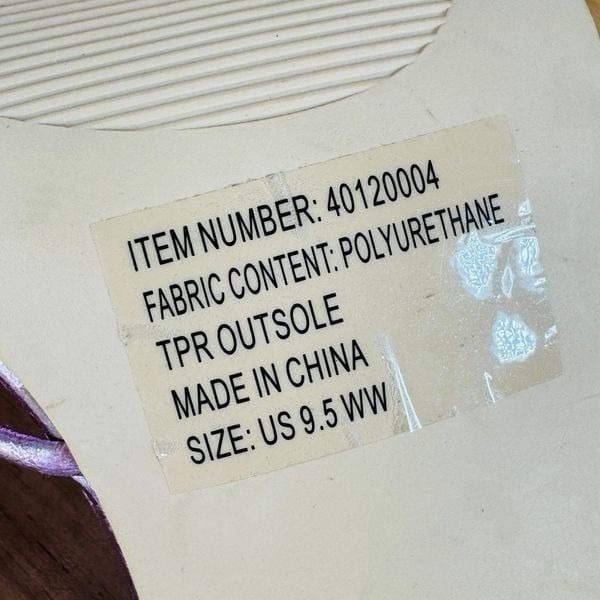 ITEM NUMBER: 40120004
FABRIC CONTENT: POLYURETHANE
TPR OUTSOLE
MADE IN CHINA
SIZE: US 9.5 WW